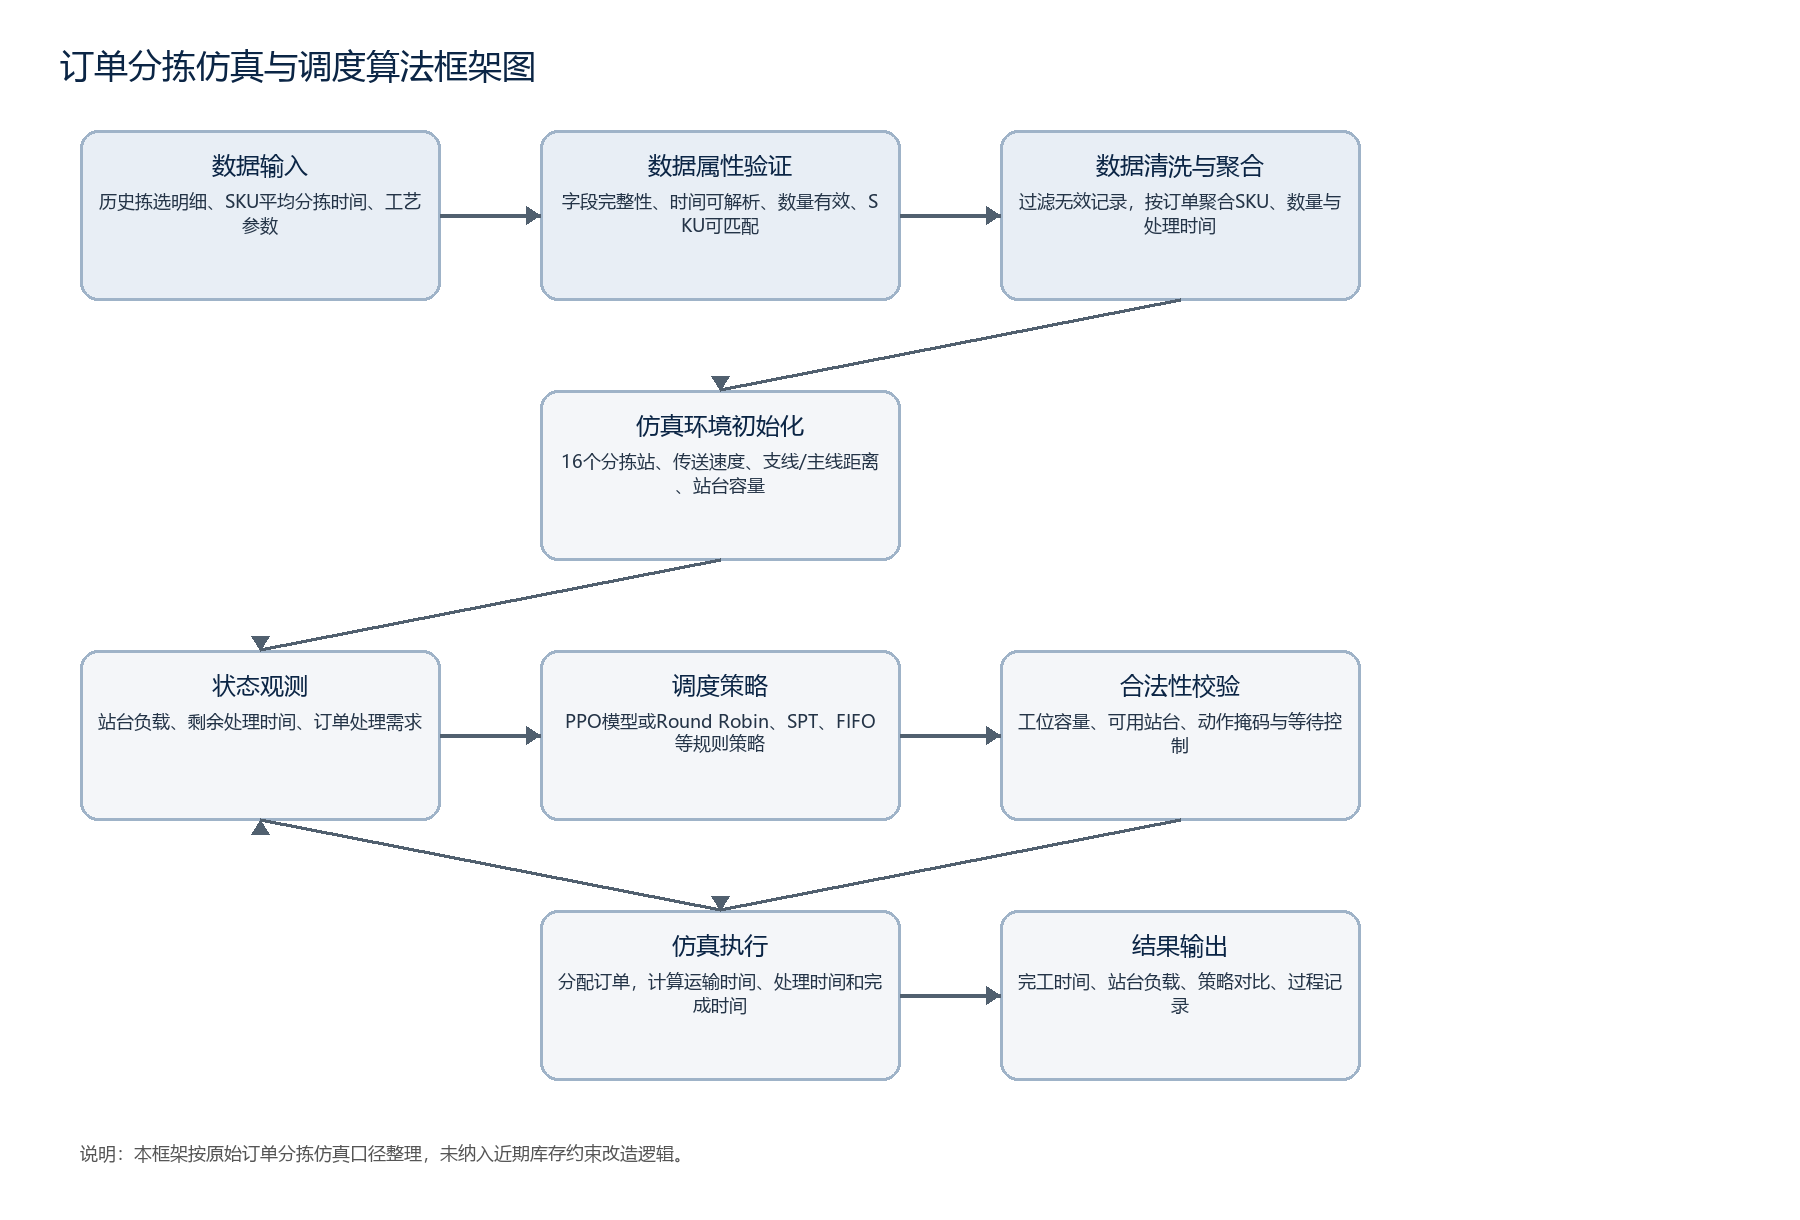 订单分拣仿真与调度算法框架图
数据输入
历史拣选明细、SKU平均分拣时间、工艺
参数
数据属性验证
字段完整性、时间可解析、数量有效、S
KU可匹配
数据清洗与聚合
过滤无效记录，按订单聚合SKU、数量与
处理时间
仿真环境初始化
16个分拣站、传送速度、支线/主线距离
、站台容量
状态观测
站台负载、剩余处理时间、订单处理需求
调度策略
PPO模型或Round Robin、SPT、FIFO
等规则策略
合法性校验
工位容量、可用站台、动作掩码与等待控
制
仿真执行
分配订单，计算运输时间、处理时间和完
成时间
结果输出
完工时间、站台负载、策略对比、过程记
录
说明：本框架按原始订单分拣仿真口径整理，未纳入近期库存约束改造逻辑。